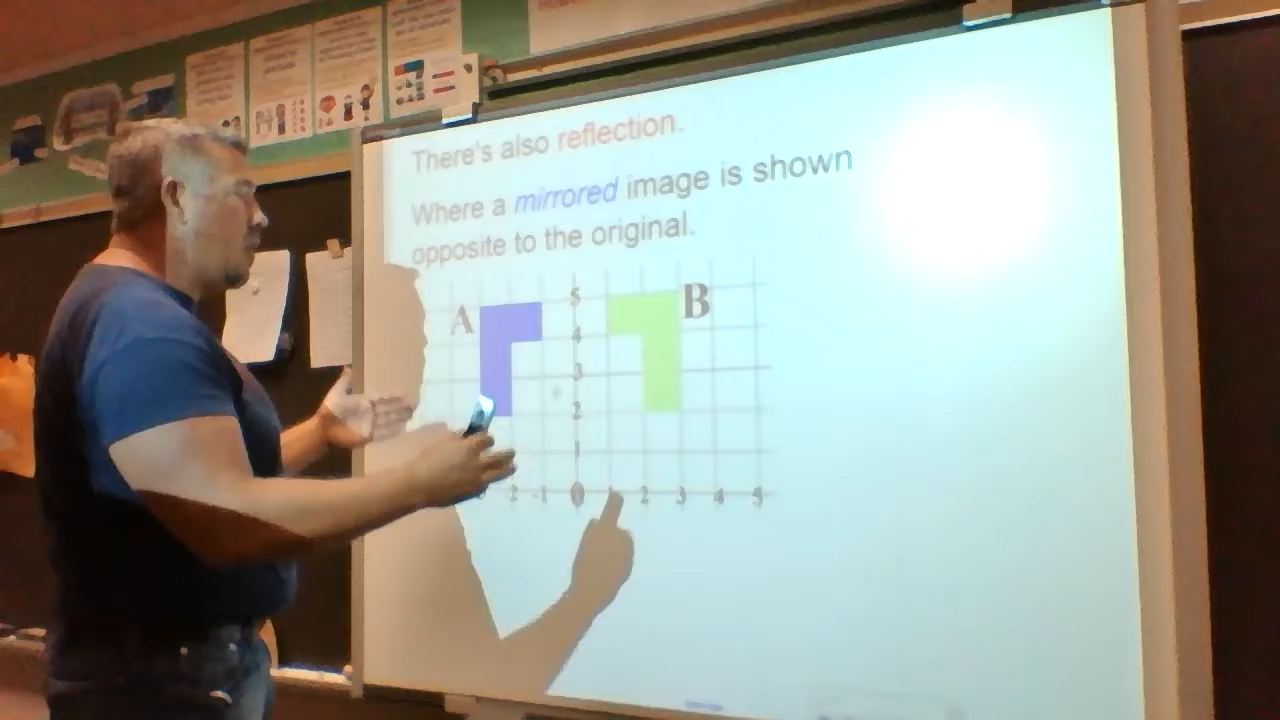 There's also reflection.
Where a mirrored image is shown
opposite to the original.
A
B
5
4
3
2
1
2 -1 0 2 3 4 5